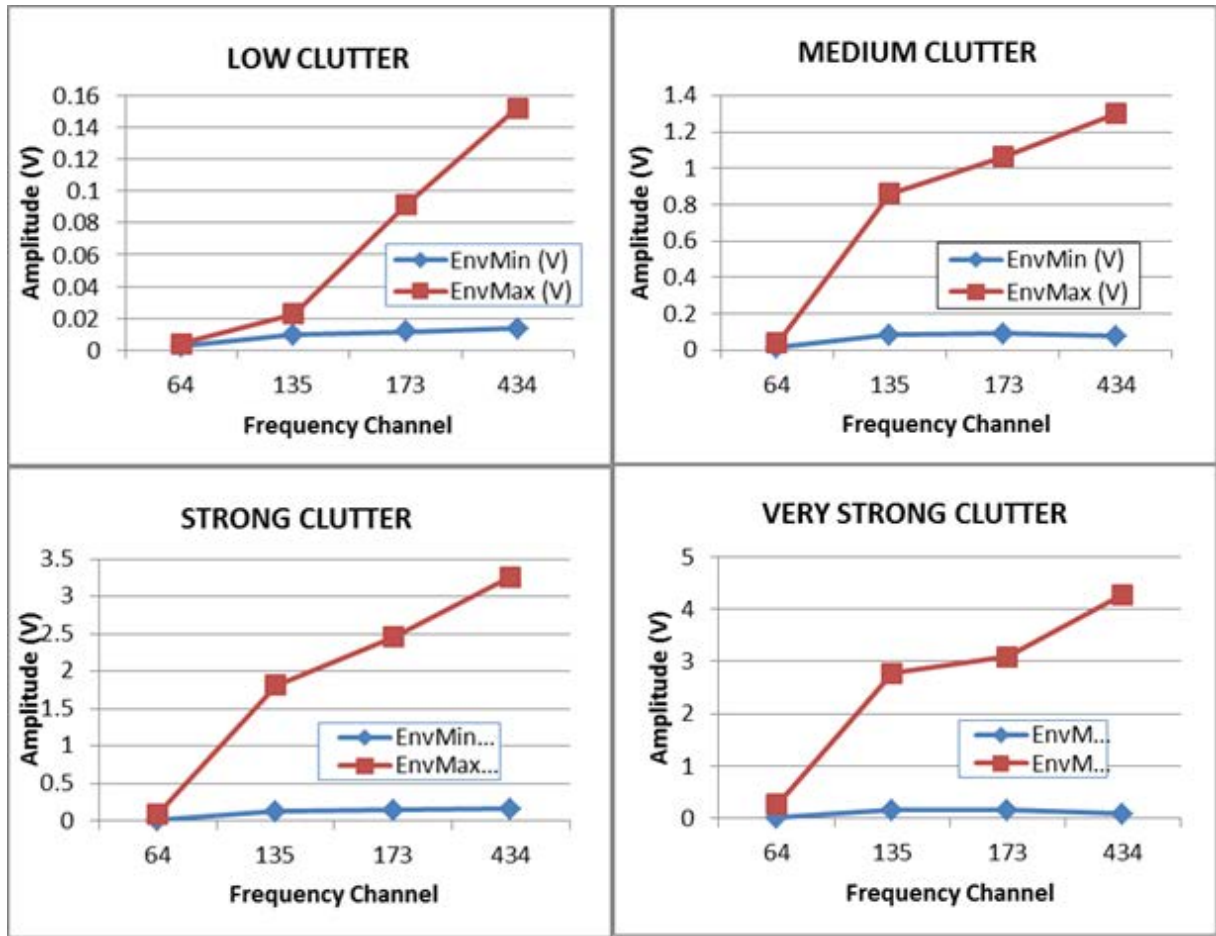 LOW CLUTTER
0.16
0.14
0.12
0.1
0.08
0.06
0.04
0.02
0
Amplitude (V)
EnvMin (V)
EnvMax (V)
64 135 173 434
Frequency Channel
MEDIUM CLUTTER
1.4
1.2
1
0.8
0.6
0.4
0.2
0
Amplitude (V)
EnvMin (V)
EnvMax (V)
64 135 173 434
Frequency Channel
STRONG CLUTTER
3.5
3
2.5
2
1.5
1
0.5
0
Amplitude (V)
EnvMin...
EnvMax...
64 135 173 434
Frequency Channel
VERY STRONG CLUTTER
5
4
3
2
1
0
Amplitude (V)
EnvM...
EnvM...
64 135 173 434
Frequency Channel